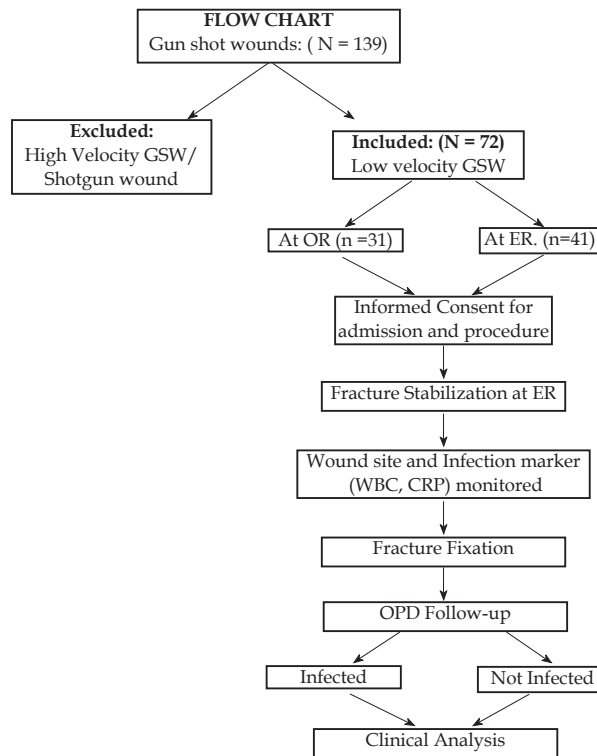 FLOW CHART
Gun shot wounds: ( N = 139)
Excluded:
High Velocity GSW/
Shotgun wound
Included: (N = 72)
Low velocity GSW
At OR (n =31)
At ER. (n=41)
Informed Consent for
admission and procedure
Fracture Stabilization at ER
Wound site and Infection marker
(WBC, CRP) monitored
Fracture Fixation
OPD Follow-up
Infected
Not Infected
Clinical Analysis